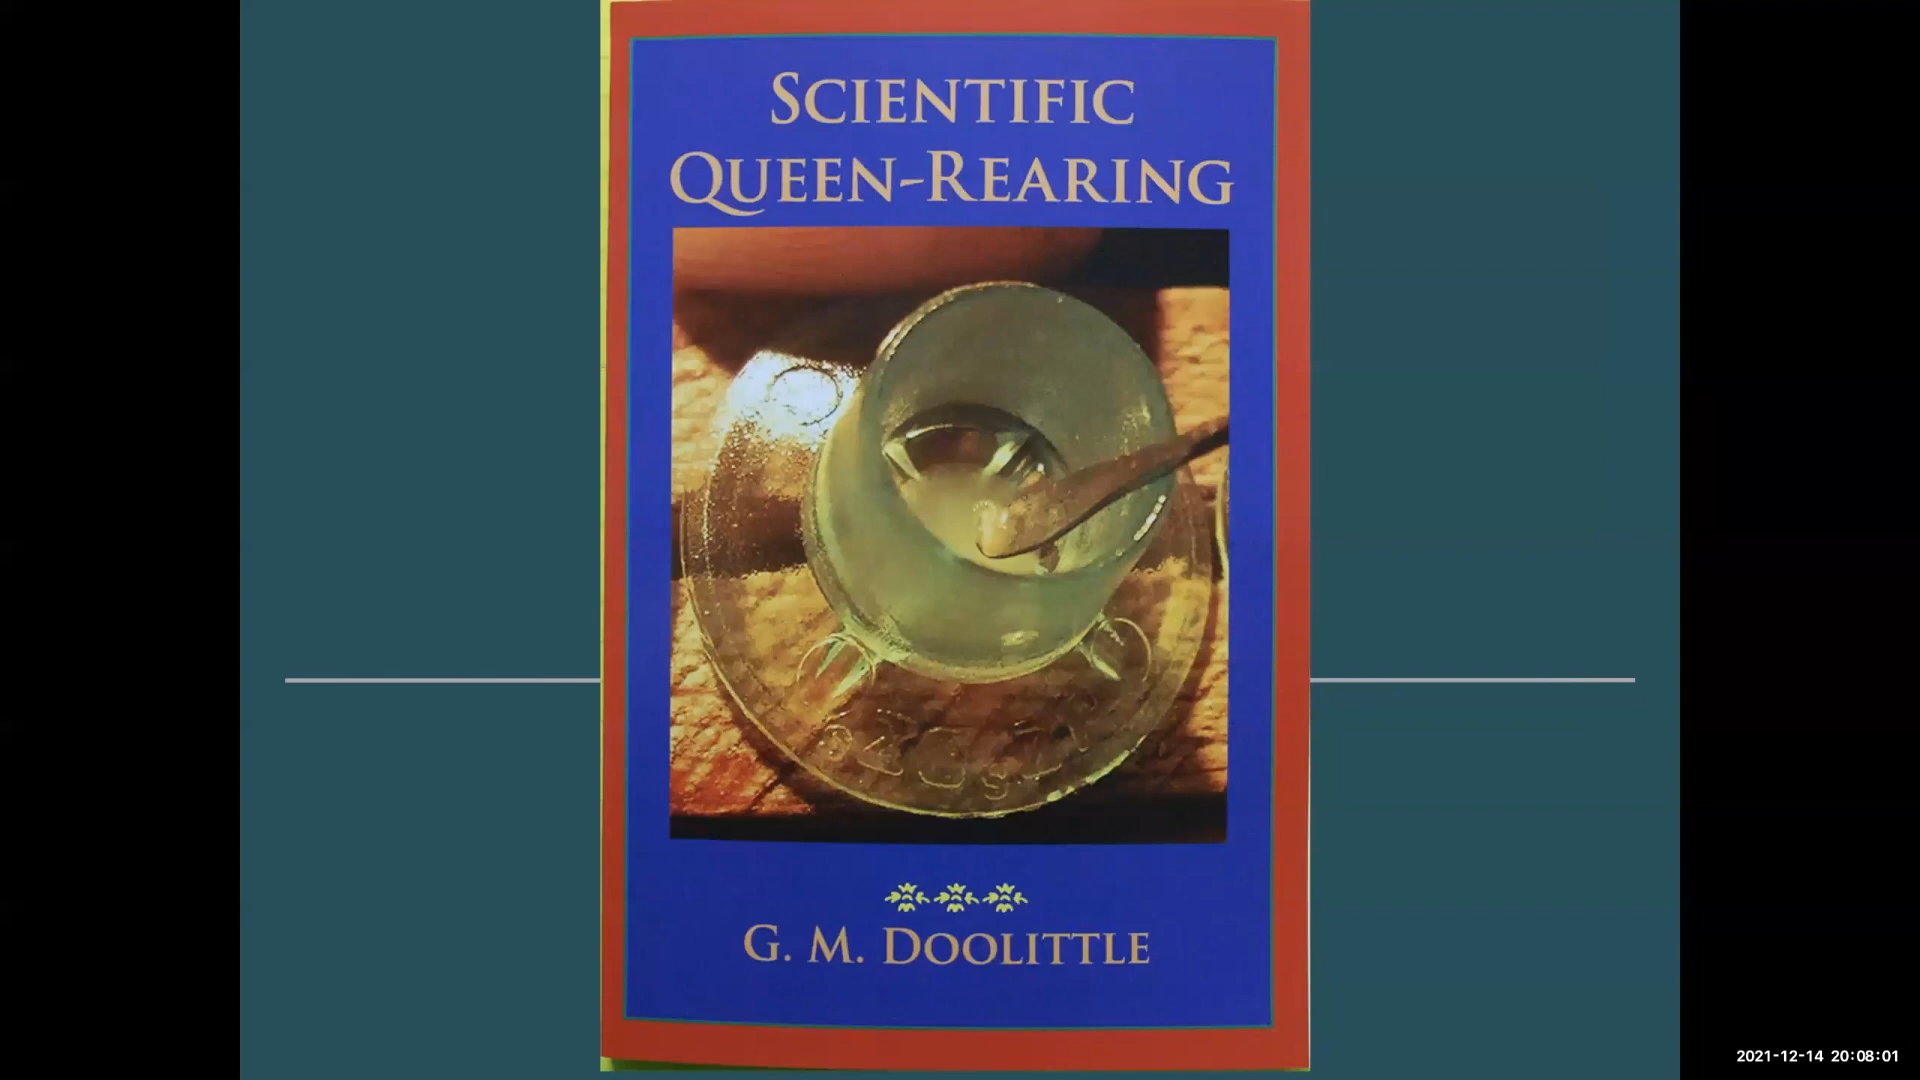 SCIENTIFIC
QUEEN-REARING
G. M. DOOLITTLE
2021-12-14 20:08:01